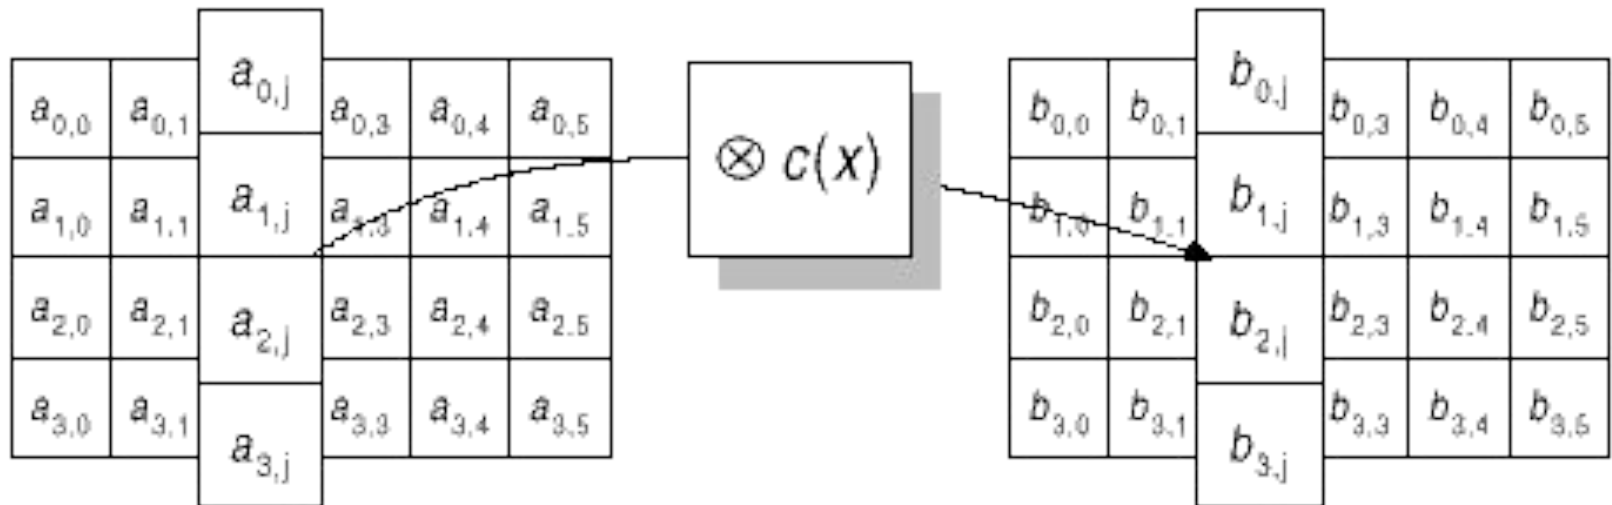 a0,0 a0,1 a0,j a0,3 a0,4 a0,5
a1,0 a1,1 a1,j a1,3 a1,4 a1,5
a2,0 a2,1 a2,j a2,3 a2,4 a2,5
a3,0 a3,1 a3,j a3,3 a3,4 a3,5
⊗ c(x)
b0,0 b0,1 b0,j b0,3 b0,4 b0,5
b1,0 b1,1 b1,j b1,3 b1,4 b1,5
b2,0 b2,1 b2,j b2,3 b2,4 b2,5
b3,0 b3,1 b3,j b3,3 b3,4 b3,5